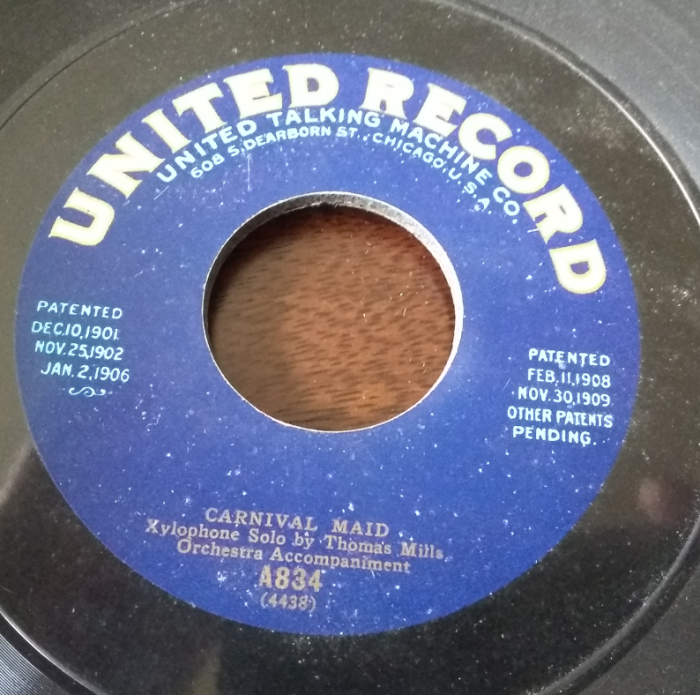 UNITED RECORD
UNITED TALKING MACHINE CO.
608 S. DEARBORN ST., CHICAGO, U.S.A.
PATENTED
DEC.10,1901.
NOV.25,1902
JAN.2,1906
PATENTED
FEB.11,1908
NOV.30,1909.
OTHER PATENTS
PENDING.
CARNIVAL MAID
Xylophone Solo by Thomas Mills
Orchestra Accompaniment
A834
(4438)